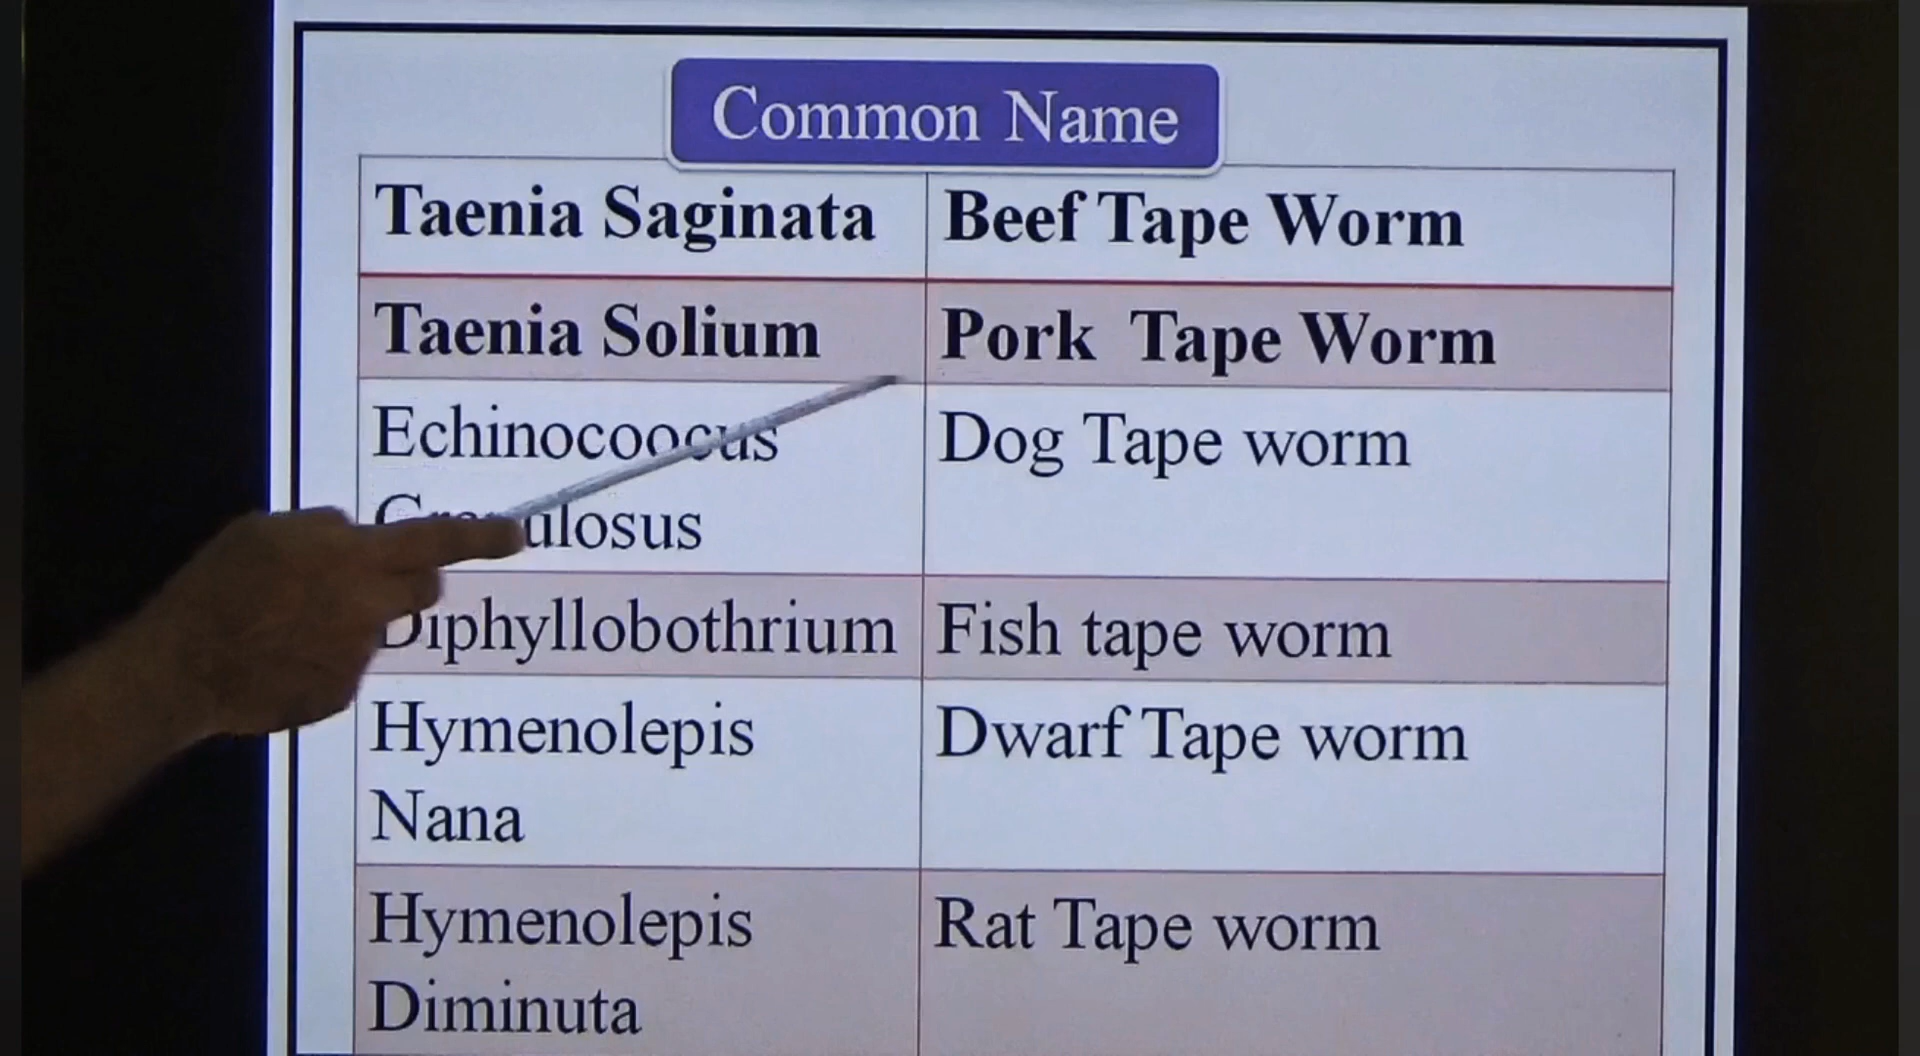 Common Name
Taenia Saginata Beef Tape Worm
Taenia Solium Pork Tape Worm
Echinocoocus Dog Tape worm
Diphyllobothrium Fish tape worm
Hymenolepis Dwarf Tape worm
Nana
Hymenolepis Rat Tape worm
Diminuta